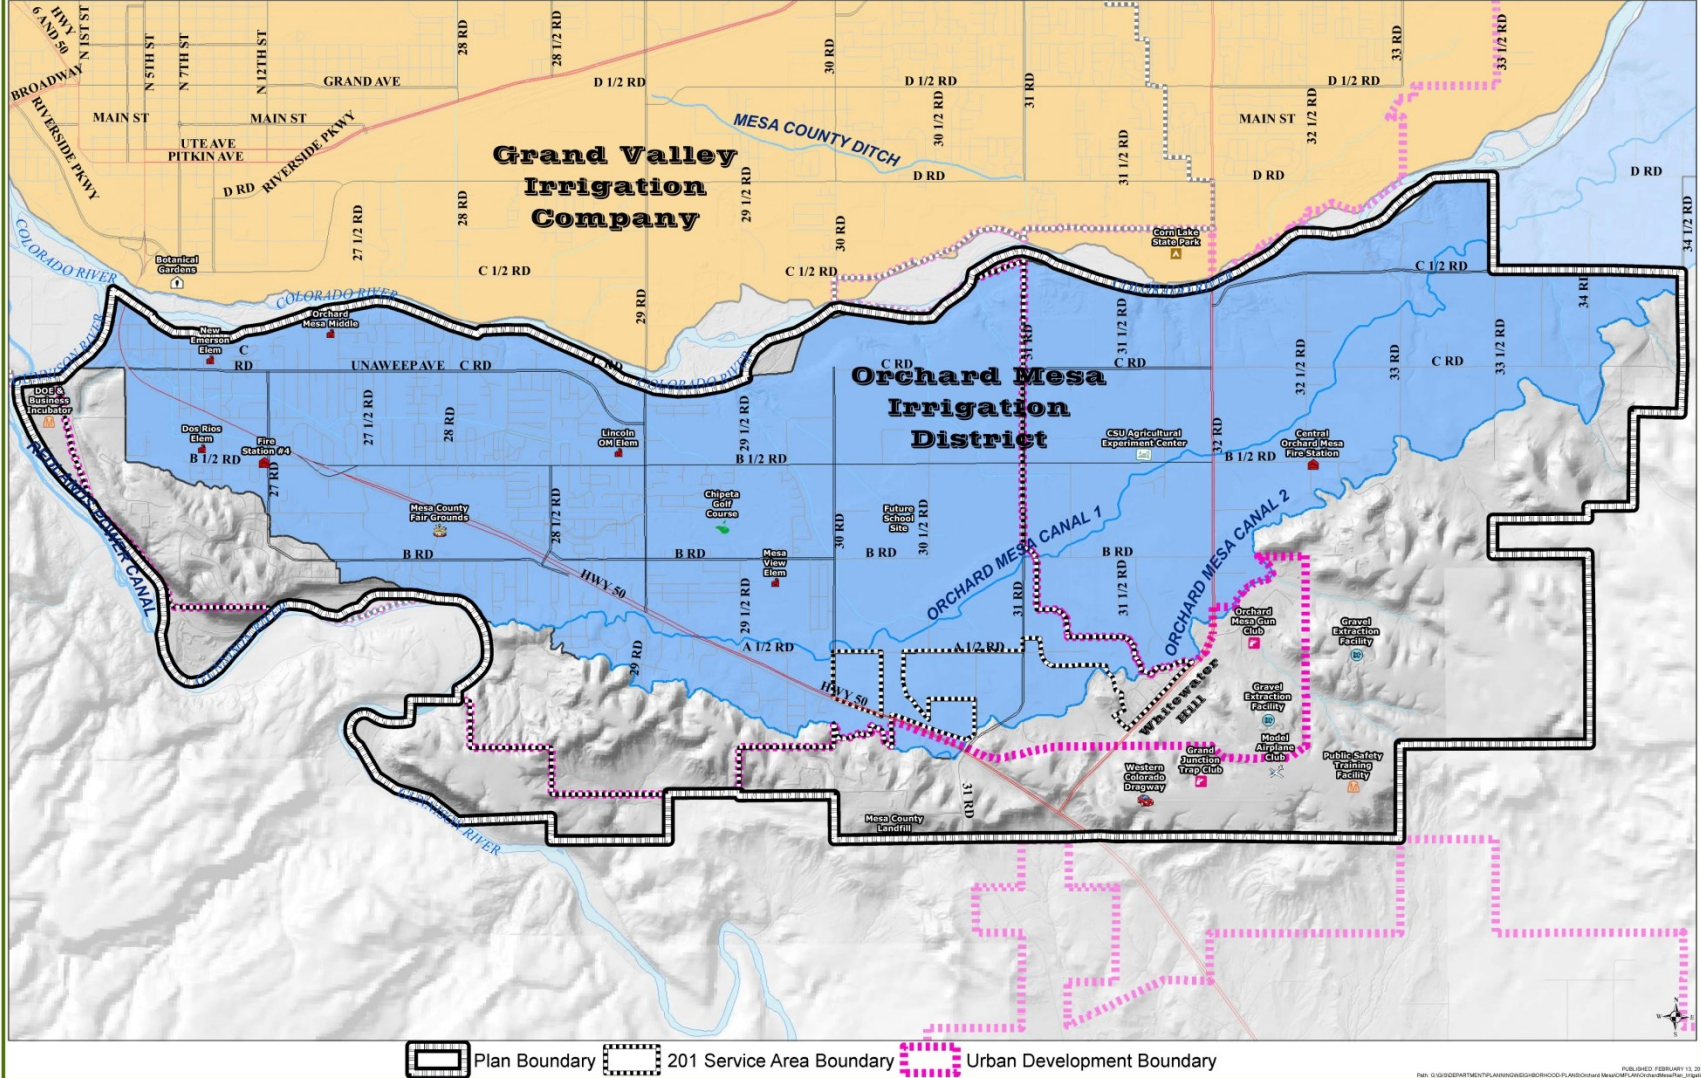 HWY
6 AND 50
N 1ST ST
N 5TH ST
N 7TH ST
N 12TH ST
28 RD
28 1/2 RD
30 RD
33 RD
33 1/2 RD
BROADWAY
GRAND AVE
D 1/2 RD
D 1/2 RD
D 1/2 RD
31 RD
RIVERSIDE PKWY
MAIN ST
MAIN ST
MAIN ST
30 1/2 RD
32 1/2 RD
MESA COUNTY DITCH
UTE AVE
PITKIN AVE
RIVERSIDE PKWY
Grand Valley
Irrigation
Company
31 1/2 RD
D RD
D RD
D RD
D RD
27 1/2 RD
28 RD
29 1/2 RD
30 RD
34 1/2 RD
COLORADO RIVER
Botanical
Gardens
C 1/2 RD
C 1/2 RD
C 1/2 RD
Corn Lake
State Park
COLORADO RIVER
COLORADO RIVER
29 RD
34 RD
New
Emerson
Elem
Orchard
Mesa Middle
C
RD
UNAWEEP AVE
C RD
C RD
C RD
C RD
C RD
COLORADO RIVER
31 RD
31 1/2 RD
32 1/2 RD
33 RD
33 1/2 RD
Orchard Mesa
Irrigation
District
DOE &
Business
Incubator
27 1/2 RD
28 RD
29 1/2 RD
32 RD
Dos Rios
Elem
Fire
Station #4
Lincoln
OM Elem
CSU Agricultural
Experiment Center
Central
Orchard Mesa
Fire Station
B 1/2 RD
B 1/2 RD
B 1/2 RD
27 RD
REDLANDS POWER CANAL
Mesa County
Fair Grounds
28 1/2 RD
Chipeta
Golf
Course
Future
School
Site
30 RD
30 1/2 RD
ORCHARD MESA CANAL 1
ORCHARD MESA CANAL 2
B RD
B RD
B RD
B RD
Mesa
View
Elem
HWY 50
29 1/2 RD
31 RD
31 1/2 RD
Orchard
Mesa Gun
Club
Gravel
Extraction
Facility
29 RD
A 1/2 RD
A 1/2 RD
HWY 50
Whitewater
Hill
Gravel
Extraction
Facility
Model
Airplane
Club
Grand
Junction
Trap Club
Western
Colorado
Dragway
Public Safety
Training
Facility
31 RD
Mesa County
Landfill
GUNNISON RIVER
N
W
E
S
Plan Boundary
201 Service Area Boundary
Urban Development Boundary
PUBLISHED: FEBRUARY 13, 20